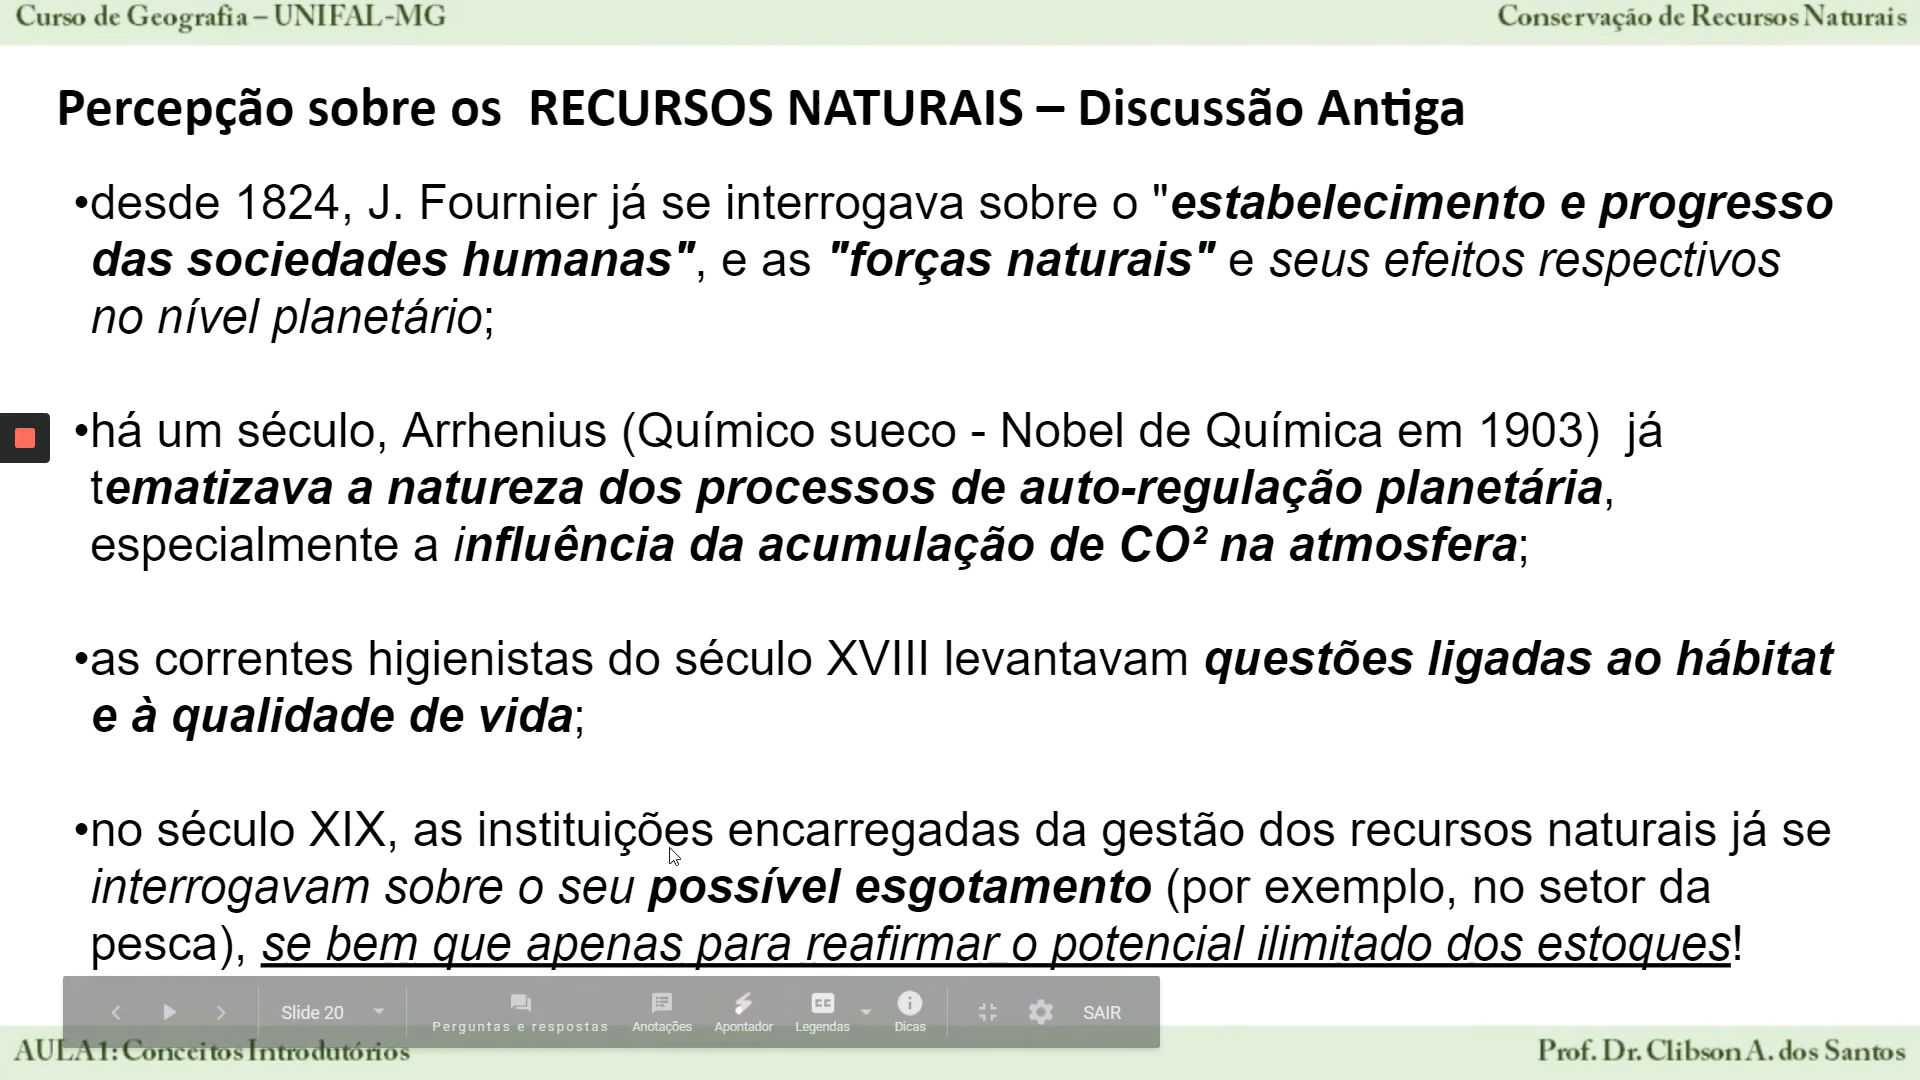 Curso de Geografia – UNIFAL-MG
Conservação de Recursos Naturais
Percepção sobre os  RECURSOS NATURAIS – Discussão Antiga
•desde 1824, J. Fournier já se interrogava sobre o "estabelecimento e progresso
das sociedades humanas", e as "forças naturais" e seus efeitos respectivos
no nível planetário;
•há um século, Arrhenius (Químico sueco - Nobel de Química em 1903)  já
tematizava a natureza dos processos de auto-regulação planetária,
especialmente a influência da acumulação de CO² na atmosfera;
•as correntes higienistas do século XVIII levantavam questões ligadas ao hábitat
e à qualidade de vida;
•no século XIX, as instituições encarregadas da gestão dos recursos naturais já se
interrogavam sobre o seu possível esgotamento (por exemplo, no setor da
pesca), se bem que apenas para reafirmar o potencial ilimitado dos estoques!
Slide 20
Perguntas e respostas
Anotações
Apontador
CC
Legendas
Dicas
SAIR
AULA1: Conceitos Introdutórios
Prof. Dr. Clibson A. dos Santos